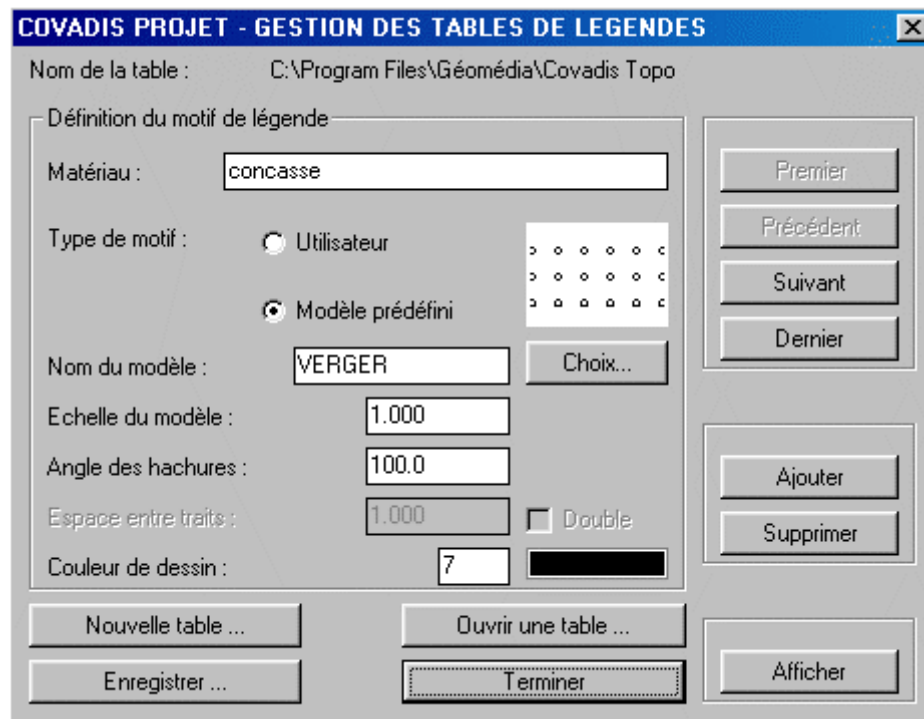 COVADIS PROJET - GESTION DES TABLES DE LEGENDES
Nom de la table : C:\Program Files\Géomédia\Covadis Topo
Définition du motif de légende
Matériau : concasse
Type de motif : Utilisateur
Modèle prédéfini
Nom du modèle : VERGER Choix...
Echelle du modèle : 1.000
Angle des hachures : 100.0
Espace entre traits : 1.000 Double
Couleur de dessin : 7
Premier
Précédent
Suivant
Dernier
Ajouter
Supprimer
Nouvelle table ... Ouvrir une table ...
Enregistrer ... Terminer
Afficher